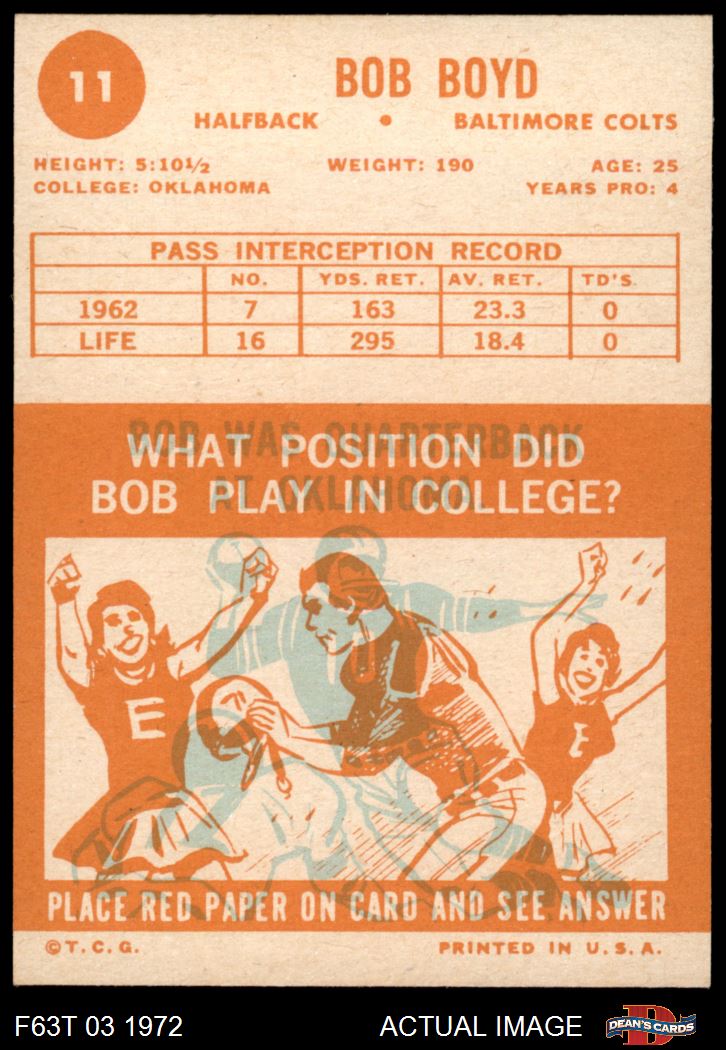 11
BOB BOYD
HALFBACK • BALTIMORE COLTS
HEIGHT: 5:10½ WEIGHT: 190 AGE: 25
COLLEGE: OKLAHOMA YEARS PRO: 4
PASS INTERCEPTION RECORD
NO. YDS. RET. AV. RET. TD'S.
1962 7 163 23.3 0
LIFE 16 295 18.4 0
BOB WAS QUARTERBACK
AT OKLAHOMA
WHAT POSITION DID
BOB PLAY IN COLLEGE?
E
E
PLACE RED PAPER ON CARD AND SEE ANSWER
©T.C.G. PRINTED IN U.S.A.
F63T 03 1972 ACTUAL IMAGE D DEAN'S CARDS